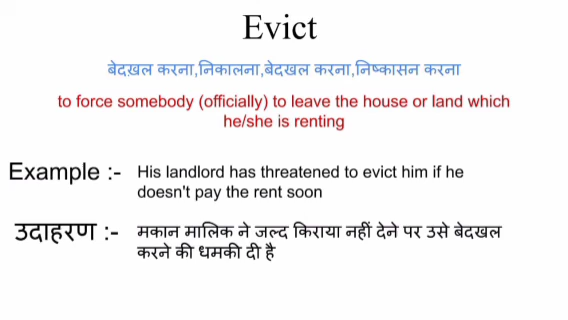 Evict
बेदख़ल करना,निकालना,बेदखल करना,निष्कासन करना
to force somebody (officially) to leave the house or land which
he/she is renting
Example :- His landlord has threatened to evict him if he
doesn't pay the rent soon
उदाहरण :- मकान मालिक ने जल्द किराया नहीं देने पर उसे बेदखल
करने की धमकी दी है